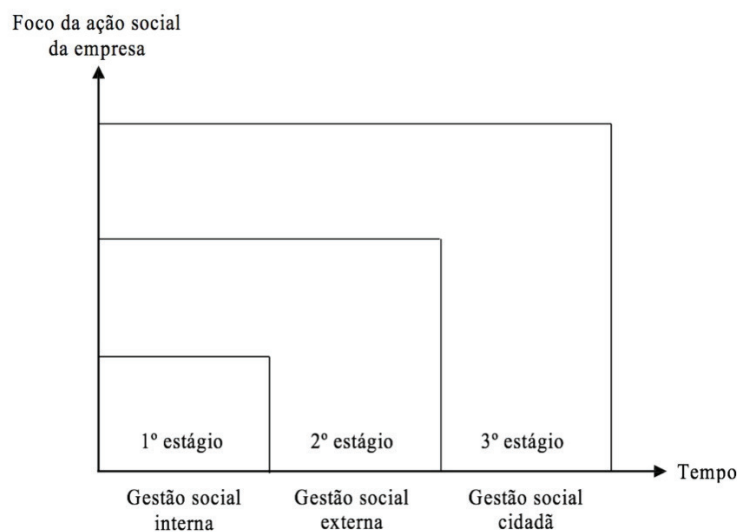 Foco da ação social
da empresa
1º estágio
2º estágio
3º estágio
Tempo
Gestão social
interna
Gestão social
externa
Gestão social
cidadã